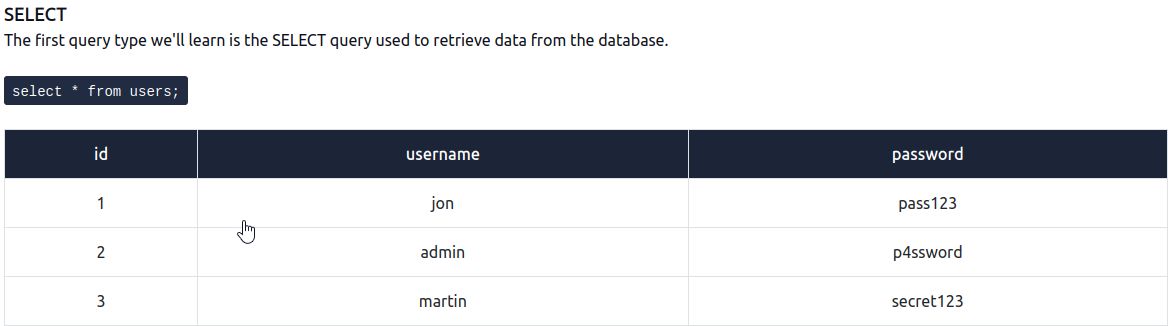 SELECT
The first query type we'll learn is the SELECT query used to retrieve data from the database.
select * from users;
id username password
1 jon pass123
2 admin p4ssword
3 martin secret123